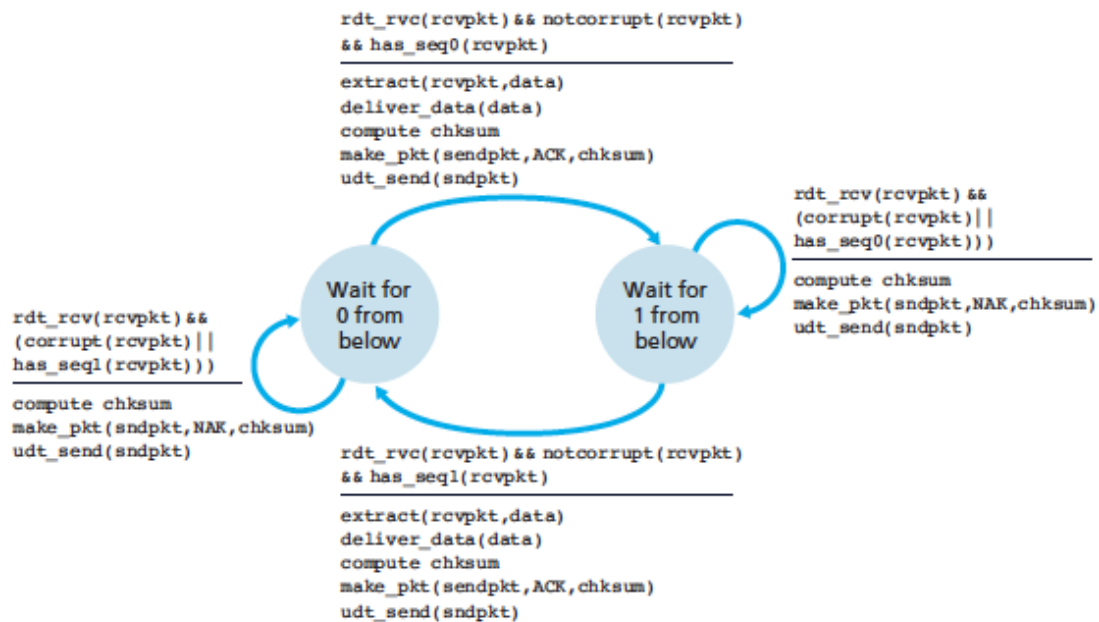 rdt_rvc(rcvpkt) && notcorrupt(rcvpkt)
&& has_seq0(rcvpkt)
extract(rcvpkt,data)
deliver_data(data)
compute chksum
make_pkt(sendpkt,ACK,chksum)
udt_send(sndpkt)
rdt_rcv(rcvpkt) &&
(corrupt(rcvpkt)||
has_seq0(rcvpkt)))
compute chksum
make_pkt(sndpkt,NAK,chksum)
udt_send(sndpkt)
Wait for
0 from
below
Wait for
1 from
below
rdt_rcv(rcvpkt) &&
(corrupt(rcvpkt)||
has_seq1(rcvpkt)))
compute chksum
make_pkt(sndpkt,NAK,chksum)
udt_send(sndpkt)
rdt_rvc(rcvpkt) && notcorrupt(rcvpkt)
&& has_seq1(rcvpkt)
extract(rcvpkt,data)
deliver_data(data)
compute chksum
make_pkt(sendpkt,ACK,chksum)
udt_send(sndpkt)